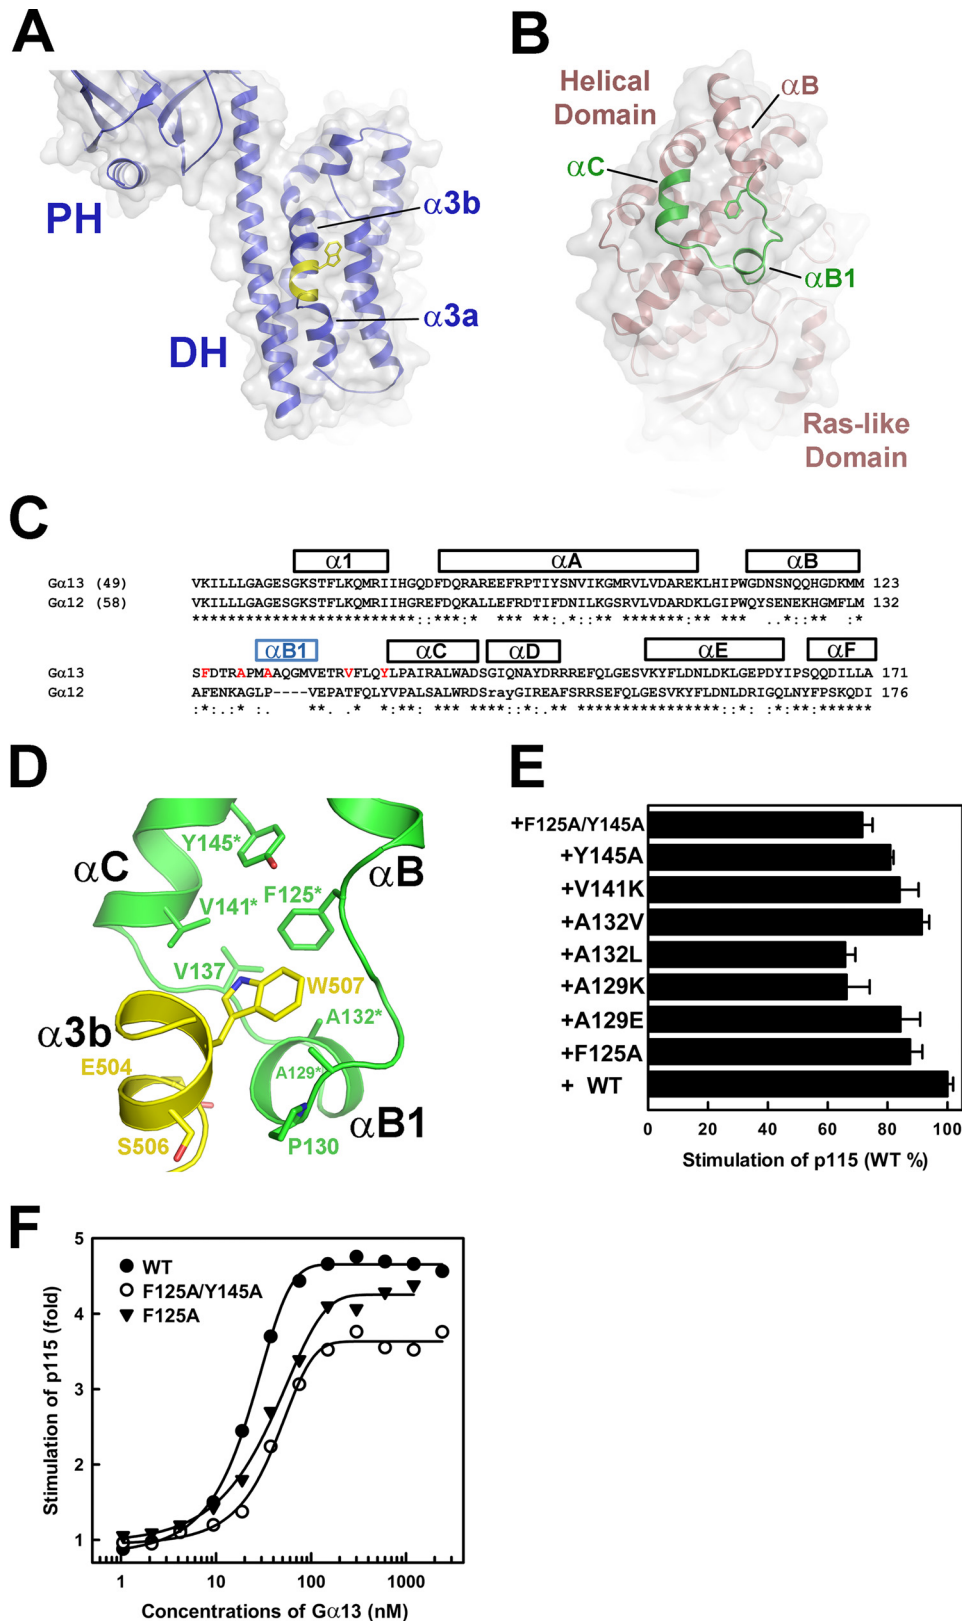 A
B
Helical
Domain
αB
αC
αB1
Ras-like
Domain
PH
α3b
α3a
DH
C
α1
αA
αB
Gα13 (49) VKILLLGAGESGKSTFLKQMRIIHGQDFDQRAREEFRPTIYSNVIKGMRVLVDAREKLHIPWGDNSNQQHGDKMM 123
Gα12 (58) VKILLLGAGESGKSTFLKQMRIIHGREFDQKALLEFRDTIFDNILKGSRVLVDARDKLGIPWQYSENEKHGMFLM 132
αB1
αC
αD
αE
αF
Gα13 SFDTRAPMAAQGMVETRVFLQYLPAIRALWADSGIQNAYDRRREFQLGESVKYFLDNLDKLGEPDYIPSQQDILLA 171
Gα12 AFENKAGLP----VEPATFQLYVPALSALWRDSrayGIREAFSRRSEFQLGESVKYFLDNLDRIGQLNYFPSKQDI 176
D
Y145*
αC
αB
V141*
F125*
V137
W507
α3b
A132*
E504
A129*
αB1
S506
P130
E
+F125A/Y145A
+Y145A
+V141K
+A132V
+A132L
+A129K
+A129E
+F125A
+ WT
0 20 40 60 80 100
Stimulation of p115 (WT %)
F
Stimulation of p115 (fold)
5
4
3
2
1
WT
F125A/Y145A
F125A
1 10 100 1000
Concentrations of Gα13 (nM)